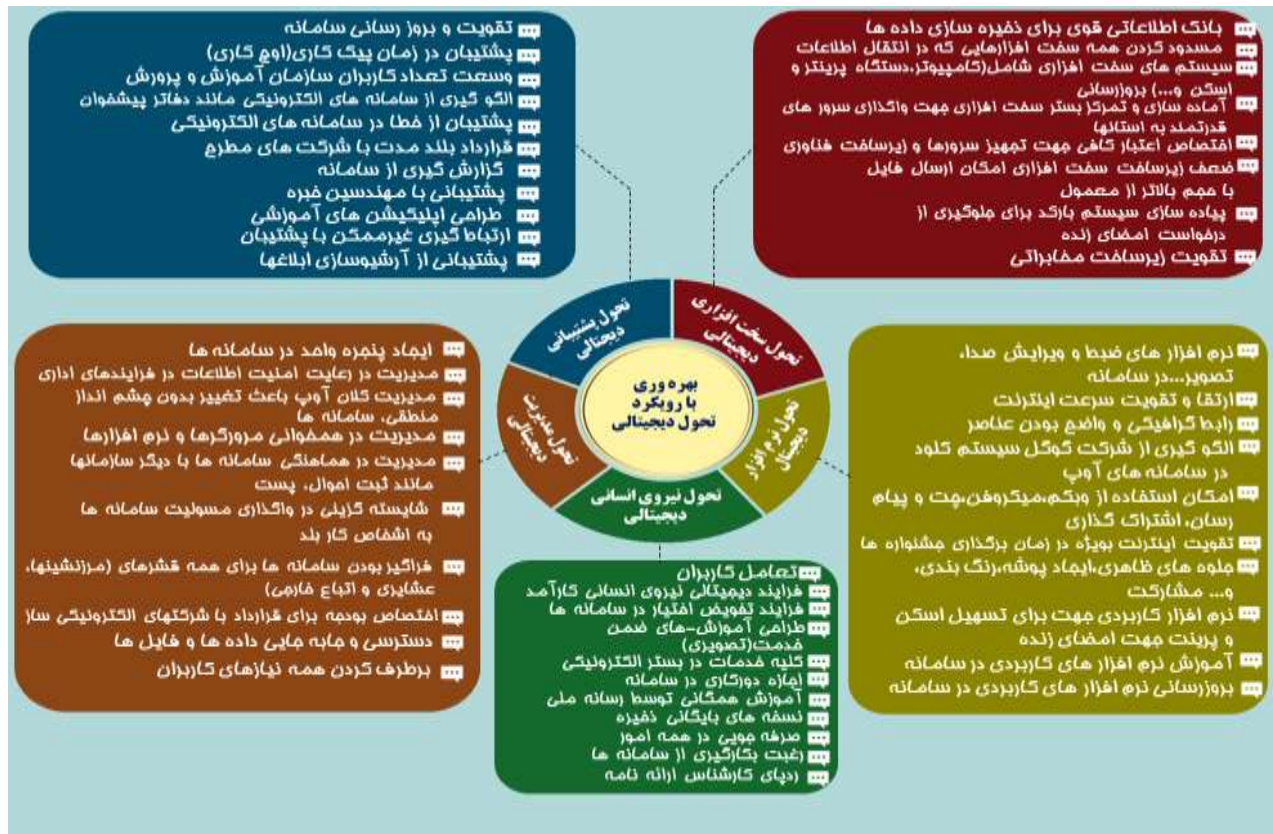 بانک اطلاعاتی قوی برای ذخیره سازی داده ها
مسدود کردن همه سخت افزارهایی که در انتقال اطلاعات
سیستم های سخت افزاری شامل(کامپیوتر،دستگاه پرینتر و
اسکن و...) بروزرسانی
آماده سازی و تمرکز بستر سخت افزاری جهت واگذاری سرور های
قدرتمند به استانها
اختصاص اعتبار کافی جهت تجهیز سرورها و زیرساخت فناوری
ضعف زیرساخت سخت افزاری امکان ارسال فایل
با حجم بالاتر از معمول
پیاده سازی سیستم بارکد برای جلوگیری از
درخواست امضای زنده
تقویت زیرساخت مخابراتی
تقویت و بروز رسانی سامانه
پشتیبان در زمان پیک کاری(اوج کاری)
وسعت تعداد کاربران سازمان آموزش و پرورش
الگو گیری از سامانه های الکترونیکی مانند دفاتر پیشخوان
پشتیبان از خطا در سامانه های الکترونیکی
قرارداد بلند مدت با شرکت های مطرح
گزارش گیری از سامانه
پشتیبانی با مهندسین خبره
طراحی اپلیکیشن های آموزشی
ارتباط گیری غیرممکن با پشتیبان
پشتیبانی از آرشیوسازی ابلاغها
تحول سخت افزاری
دیجیتالی
تحول پشتیبانی
دیجیتالی
بهره وری
با رویکرد
تحول دیجیتالی
تحول نرم افزار
دیجیتال
تحول مدیریت
دیجیتالی
تحول نیروی انسانی
دیجیتالی
نرم افزار های ضبط و ویرایش صدا،
تصویر...در سامانه
ارتقا و تقویت سرعت اینترنت
رابط گرافیکی و واضح بودن عناصر
الگو گیری از شرکت گوگل سیستم کلود
در سامانه های آوپ
امکان استفاده از وبکم،میکروفن،چت و پیام
رسان، اشتراک گذاری
تقویت اینترنت بویژه در زمان برگذاری جشنواره ها
جلوه های ظاهری،ایجاد پوشه،رنگ بندی،
و... مشارکت
نرم افزار کاربردی جهت برای تسهیل اسکن
و پرینت جهت امضای زنده
آموزش نرم افزار های کاربردی در سامانه
بروزرسانی نرم افزار های کاربردی در سامانه
ایجاد پنجره واحد در سامانه ها
مدیریت در رعایت امنیت اطلاعات در فرایندهای اداری
مدیریت کلان آوپ باعث تغییر بدون چشم انداز
منطقی، سامانه ها
مدیریت در همخوانی مرورگرها و نرم افزارها
مدیریت در هماهنگی سامانه ها با دیگر سازمانها
مانند ثبت احوال، پست
شایسته گزینی در واگذاری مسولیت سامانه ها
به اشخاص کار بلد
فراگیر بودن سامانه ها برای همه قشرهای (مرزنشینها،
عشایری و اتباع خارجی)
اختصاص بودجه برای قرارداد با شرکتهای الکترونیکی ساز
دسترسی و جابه جایی داده ها و فایل ها
برطرف کردن همه نیازهای کاربران
تعامل کاربران
فرایند دیجیتالی نیروی انسانی کارآمد
فرایند تفویض اختیار در سامانه ها
طراحی آموزش-های ضمن
خدمت(تصویری)
کلیه خدمات در بستر الکترونیکی
اجازه دورکاری در سامانه
آموزش همگانی توسط رسانه ملی
نسخه های بایگانی ذخیره
صرفه جویی در همه امور
رغبت بکارگیری از سامانه ها
ردپای کارشناس ارائه نامه